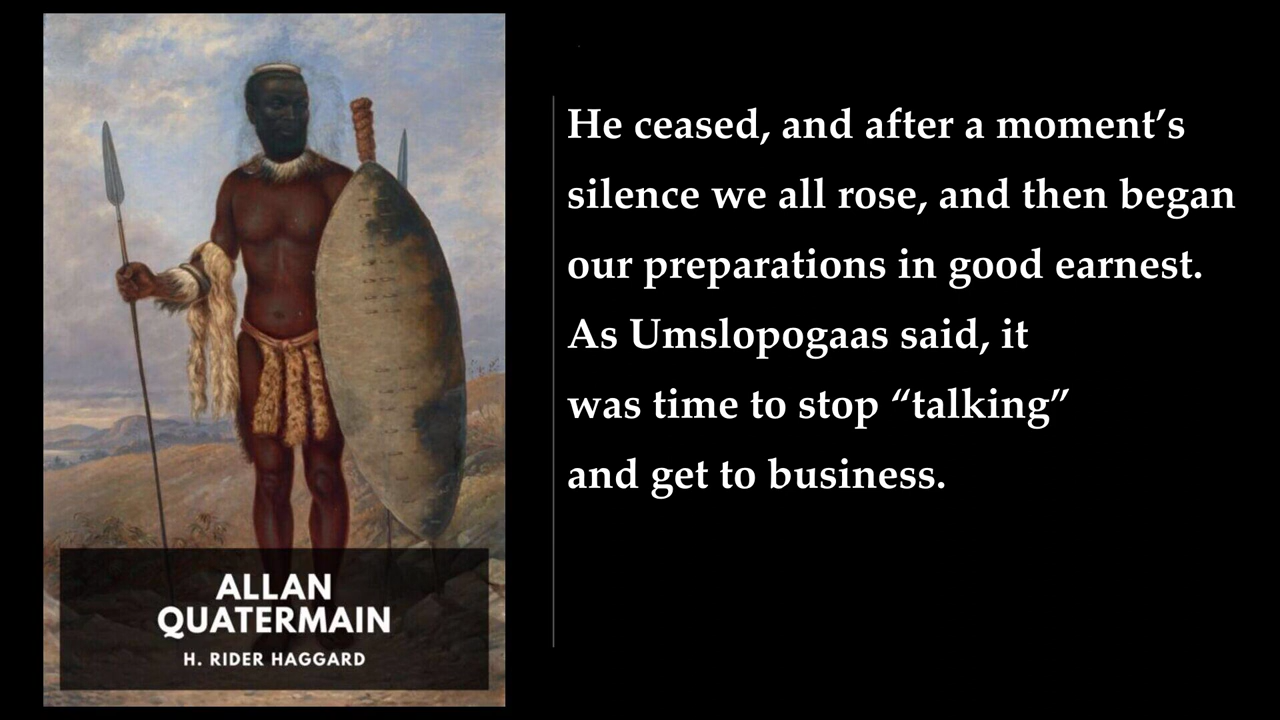 ALLAN
QUATERMAIN
H. RIDER HAGGARD
He ceased, and after a moment’s
silence we all rose, and then began
our preparations in good earnest.
As Umslopogaas said, it
was time to stop “talking”
and get to business.